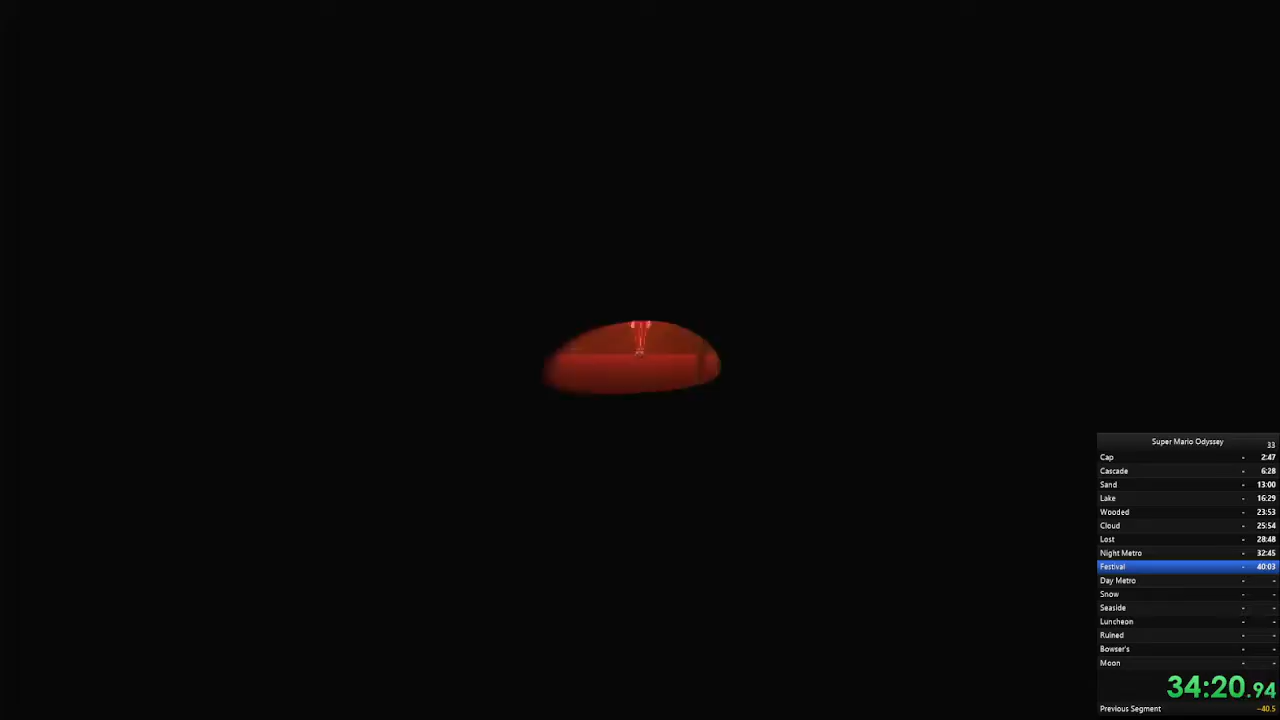 Super Mario Odyssey 33
Cap - 2:47
Cascade - 6:28
Sand - 13:00
Lake - 16:29
Wooded - 23:53
Cloud - 25:54
Lost - 28:48
Night Metro - 32:45
Festival - 40:03
Day Metro - -
Snow - -
Seaside - -
Luncheon - -
Ruined - -
Bowser's - -
Moon - -
34:20.94
Previous Segment -40.5